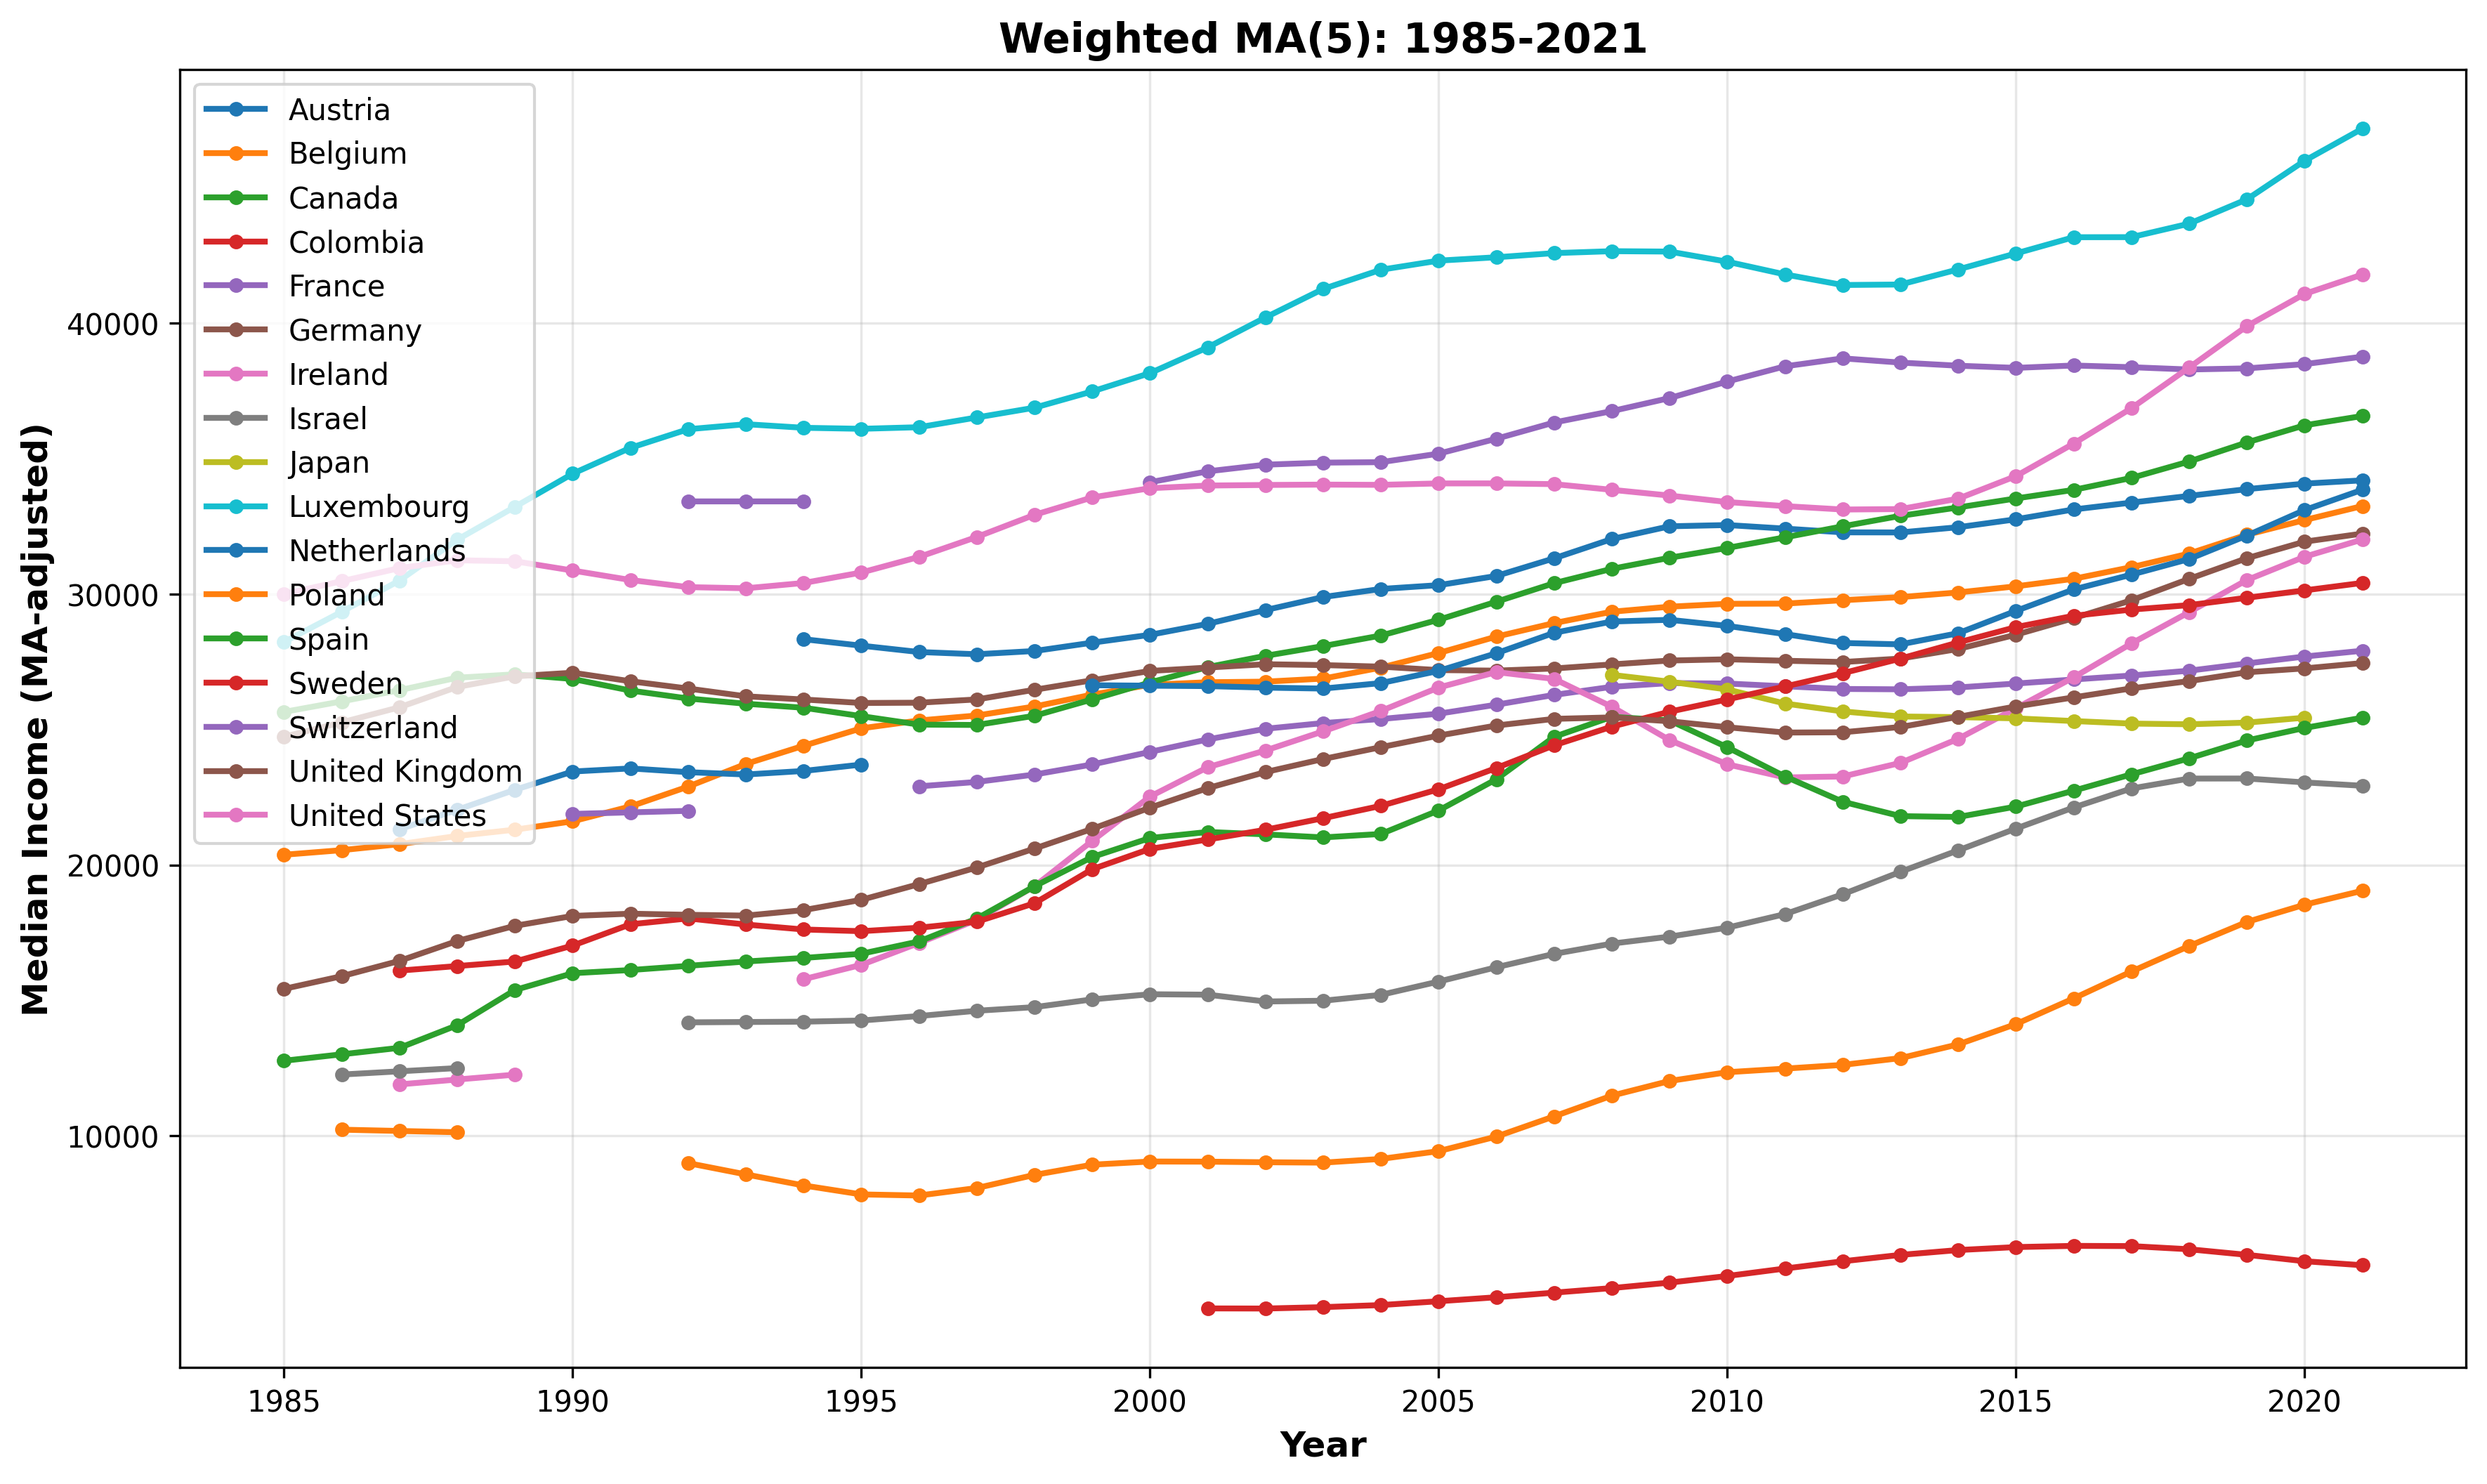 Weighted MA(5): 1985-2021
Austria
Belgium
Canada
Colombia
France
Germany
Ireland
Israel
Japan
Luxembourg
Netherlands
Poland
Spain
Sweden
Switzerland
United Kingdom
United States
Median Income (MA-adjusted)
40000
30000
20000
10000
1985 1990 1995 2000 2005 2010 2015 2020
Year